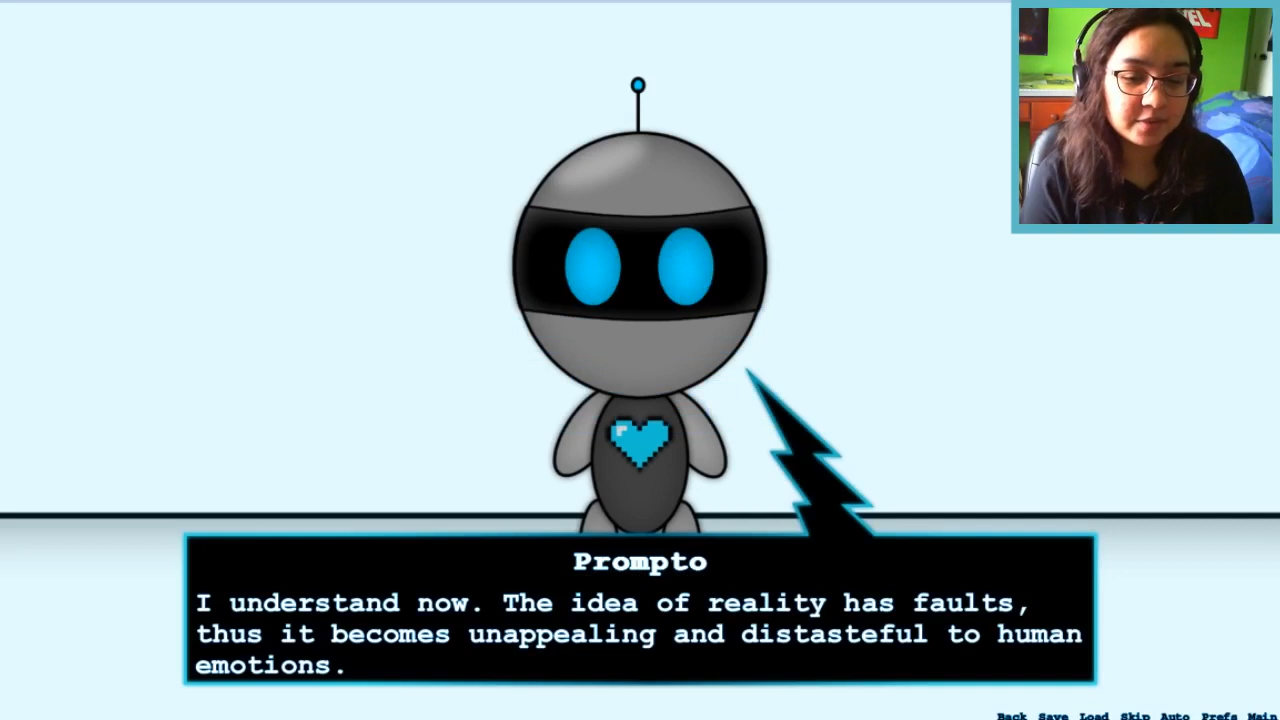 VEL
Prompto
I understand now. The idea of reality has faults,
thus it becomes unappealing and distasteful to human
emotions.
Back Save Load Skip Auto Prefs Main